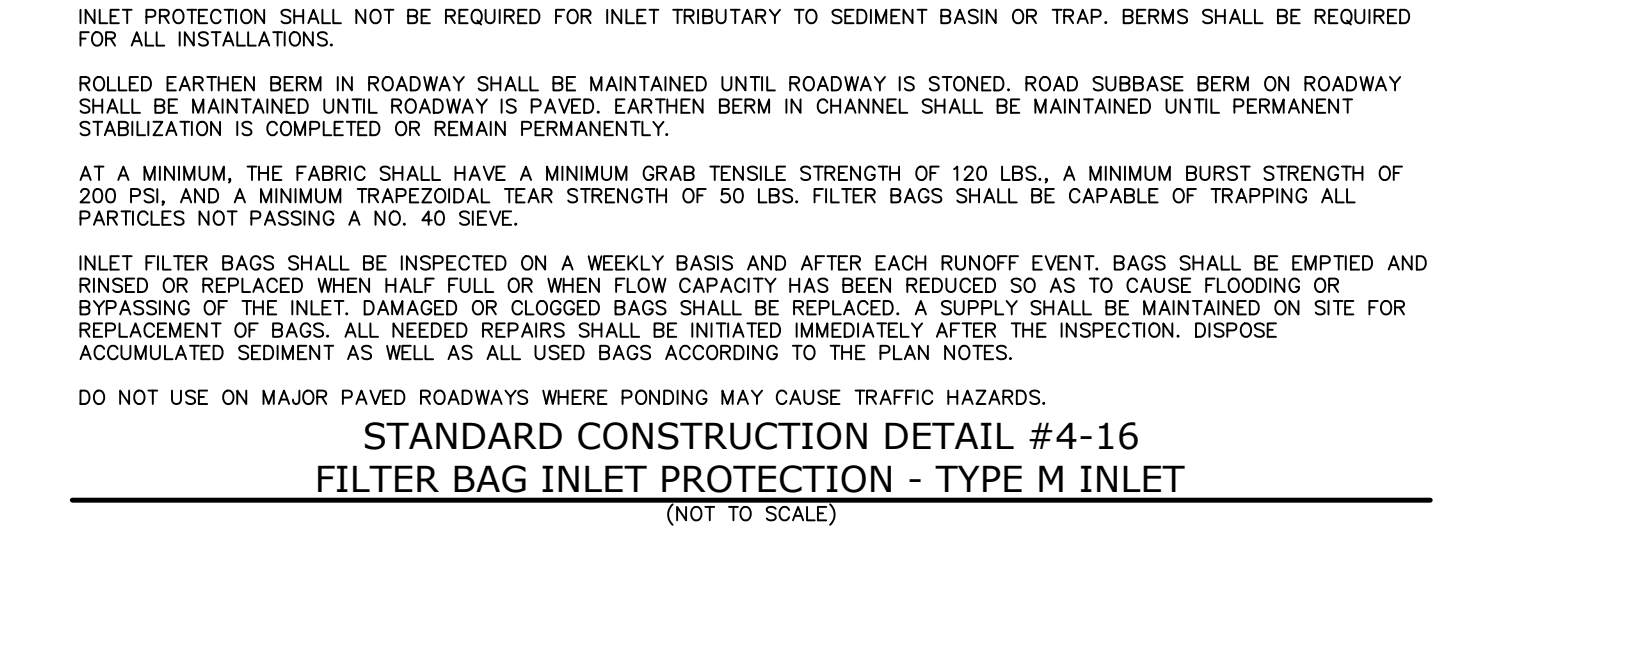 INLET PROTECTION SHALL NOT BE REQUIRED FOR INLET TRIBUTARY TO SEDIMENT BASIN OR TRAP. BERMS SHALL BE REQUIRED
FOR ALL INSTALLATIONS.
ROLLED EARTHEN BERM IN ROADWAY SHALL BE MAINTAINED UNTIL ROADWAY IS STONED. ROAD SUBBASE BERM ON ROADWAY
SHALL BE MAINTAINED UNTIL ROADWAY IS PAVED. EARTHEN BERM IN CHANNEL SHALL BE MAINTAINED UNTIL PERMANENT
STABILIZATION IS COMPLETED OR REMAIN PERMANENTLY.
AT A MINIMUM, THE FABRIC SHALL HAVE A MINIMUM GRAB TENSILE STRENGTH OF 120 LBS., A MINIMUM BURST STRENGTH OF
200 PSI, AND A MINIMUM TRAPEZOIDAL TEAR STRENGTH OF 50 LBS. FILTER BAGS SHALL BE CAPABLE OF TRAPPING ALL
PARTICLES NOT PASSING A NO. 40 SIEVE.
INLET FILTER BAGS SHALL BE INSPECTED ON A WEEKLY BASIS AND AFTER EACH RUNOFF EVENT. BAGS SHALL BE EMPTIED AND
RINSED OR REPLACED WHEN HALF FULL OR WHEN FLOW CAPACITY HAS BEEN REDUCED SO AS TO CAUSE FLOODING OR
BYPASSING OF THE INLET. DAMAGED OR CLOGGED BAGS SHALL BE REPLACED. A SUPPLY SHALL BE MAINTAINED ON SITE FOR
REPLACEMENT OF BAGS. ALL NEEDED REPAIRS SHALL BE INITIATED IMMEDIATELY AFTER THE INSPECTION. DISPOSE
ACCUMULATED SEDIMENT AS WELL AS ALL USED BAGS ACCORDING TO THE PLAN NOTES.
DO NOT USE ON MAJOR PAVED ROADWAYS WHERE PONDING MAY CAUSE TRAFFIC HAZARDS.
STANDARD CONSTRUCTION DETAIL #4-16
FILTER BAG INLET PROTECTION - TYPE M INLET
(NOT TO SCALE)